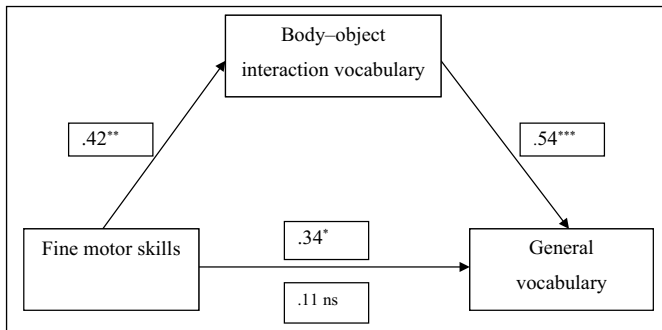 Body–object
interaction vocabulary
.42**
.54***
Fine motor skills
.34*
General
vocabulary
.11 ns